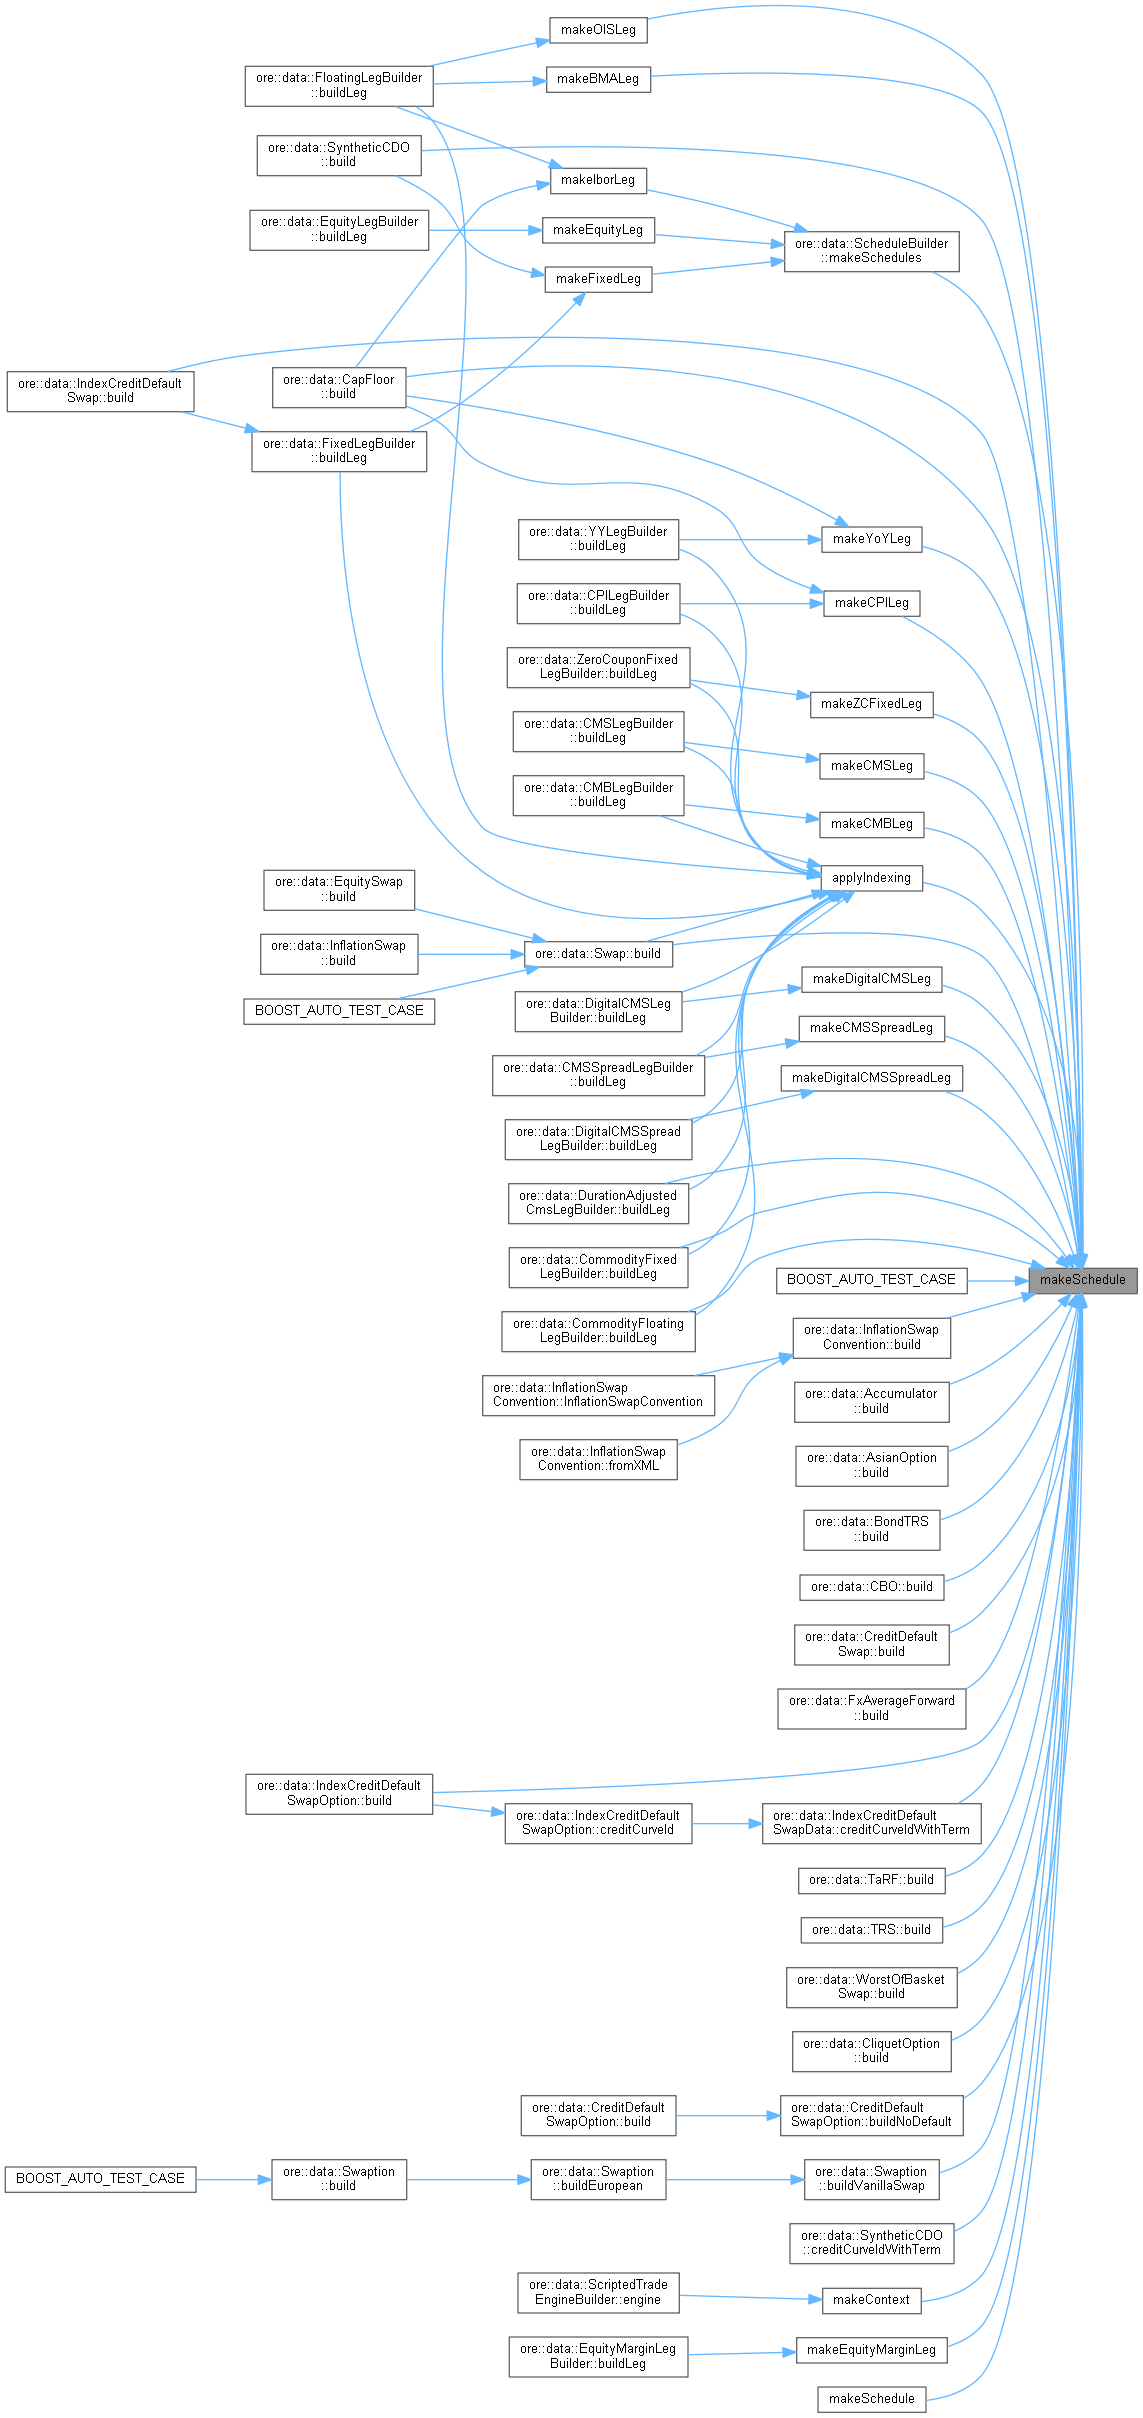 makeOISLeg
ore::data::FloatingLegBuilder
::buildLeg
makeBMALeg
ore::data::SyntheticCDO
::build
makeIborLeg
ore::data::EquityLegBuilder
::buildLeg
makeEquityLeg
ore::data::ScheduleBuilder
::makeSchedules
makeFixedLeg
ore::data::IndexCreditDefault
Swap::build
ore::data::CapFloor
::build
ore::data::FixedLegBuilder
::buildLeg
ore::data::YYLegBuilder
::buildLeg
makeYoYLeg
ore::data::CPILegBuilder
::buildLeg
makeCPILeg
ore::data::ZeroCouponFixed
LegBuilder::buildLeg
makeZCFixedLeg
ore::data::CMSLegBuilder
::buildLeg
makeCMSLeg
ore::data::CMBLegBuilder
::buildLeg
makeCMBLeg
applyIndexing
ore::data::EquitySwap
::build
ore::data::InflationSwap
::build
ore::data::Swap::build
BOOST_AUTO_TEST_CASE
makeDigitalCMSLeg
ore::data::DigitalCMSLeg
Builder::buildLeg
makeCMSSpreadLeg
ore::data::CMSSpreadLegBuilder
::buildLeg
makeDigitalCMSSpreadLeg
ore::data::DigitalCMSSpread
LegBuilder::buildLeg
ore::data::DurationAdjusted
CmsLegBuilder::buildLeg
ore::data::CommodityFixed
LegBuilder::buildLeg
BOOST_AUTO_TEST_CASE
makeSchedule
ore::data::CommodityFloating
LegBuilder::buildLeg
ore::data::InflationSwap
Convention::build
ore::data::InflationSwap
Convention::InflationSwapConvention
ore::data::Accumulator
::build
ore::data::InflationSwap
Convention::fromXML
ore::data::AsianOption
::build
ore::data::BondTRS
::build
ore::data::CBO::build
ore::data::CreditDefault
Swap::build
ore::data::FxAverageForward
::build
ore::data::IndexCreditDefault
SwapOption::build
ore::data::IndexCreditDefault
SwapOption::creditCurveId
ore::data::IndexCreditDefault
SwapData::creditCurveIdWithTerm
ore::data::TaRF::build
ore::data::TRS::build
ore::data::WorstOfBasket
Swap::build
ore::data::CliquetOption
::build
ore::data::CreditDefault
SwapOption::build
ore::data::CreditDefault
SwapOption::buildNoDefault
BOOST_AUTO_TEST_CASE
ore::data::Swaption
::build
ore::data::Swaption
::buildEuropean
ore::data::Swaption
::buildVanillaSwap
ore::data::SyntheticCDO
::creditCurveIdWithTerm
ore::data::ScriptedTrade
EngineBuilder::engine
makeContext
ore::data::EquityMarginLeg
Builder::buildLeg
makeEquityMarginLeg
makeSchedule